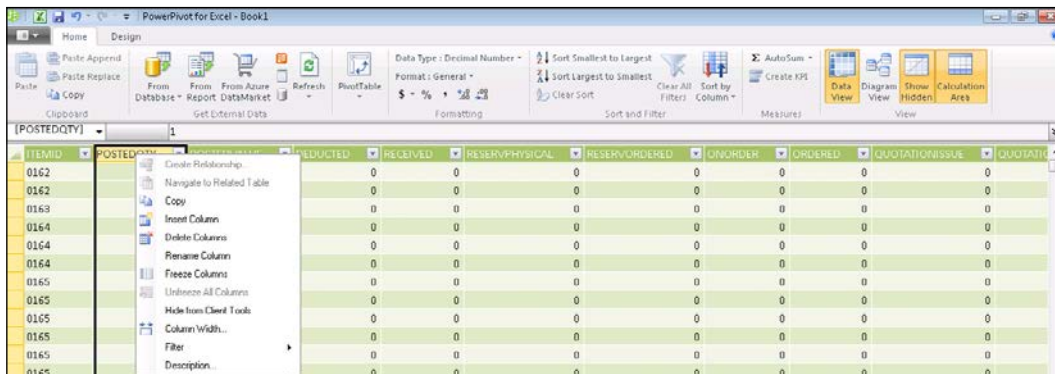 PowerPivot for Excel - Book1
Home Design
Paste
Paste Append
Paste Replace
Copy
Clipboard
From Database
From Report
From Azure DataMarket
Refresh
Get External Data
PivotTable
Data Type : Decimal Number
Format : General
$ % ,
Formatting
Sort Smallest to Largest
Sort Largest to Smallest
Clear Sort
Clear All Filters
Sort by Column
Sort and Filter
AutoSum
Create KPI
Measures
Data View
Diagram View
Show Hidden
Calculation Area
View
[POSTEDQTY] 1
ITEMID POSTEDQTY DEDUCTED RECEIVED RESERVPHYSICAL RESERVORDERED ONORDER ORDERED QUOTATIONISSUE
0162 0 0 0 0 0 0 0
0162 0 0 0 0 0 0 0
0163 0 0 0 0 0 0 0
0164 0 0 0 0 0 0 0
0164 0 0 0 0 0 0 0
0164 0 0 0 0 0 0 0
0165 0 0 0 0 0 0 0
0165 0 0 0 0 0 0 0
0165 0 0 0 0 0 0 0
0165 0 0 0 0 0 0 0
0165 0 0 0 0 0 0 0
0165 0 0 0 0 0 0 0
Create Relationship...
Navigate to Related Table
Copy
Insert Column
Delete Columns
Rename Column
Freeze Columns
Unfreeze All Columns
Hide from Client Tools
Column Width...
Filter
Description...